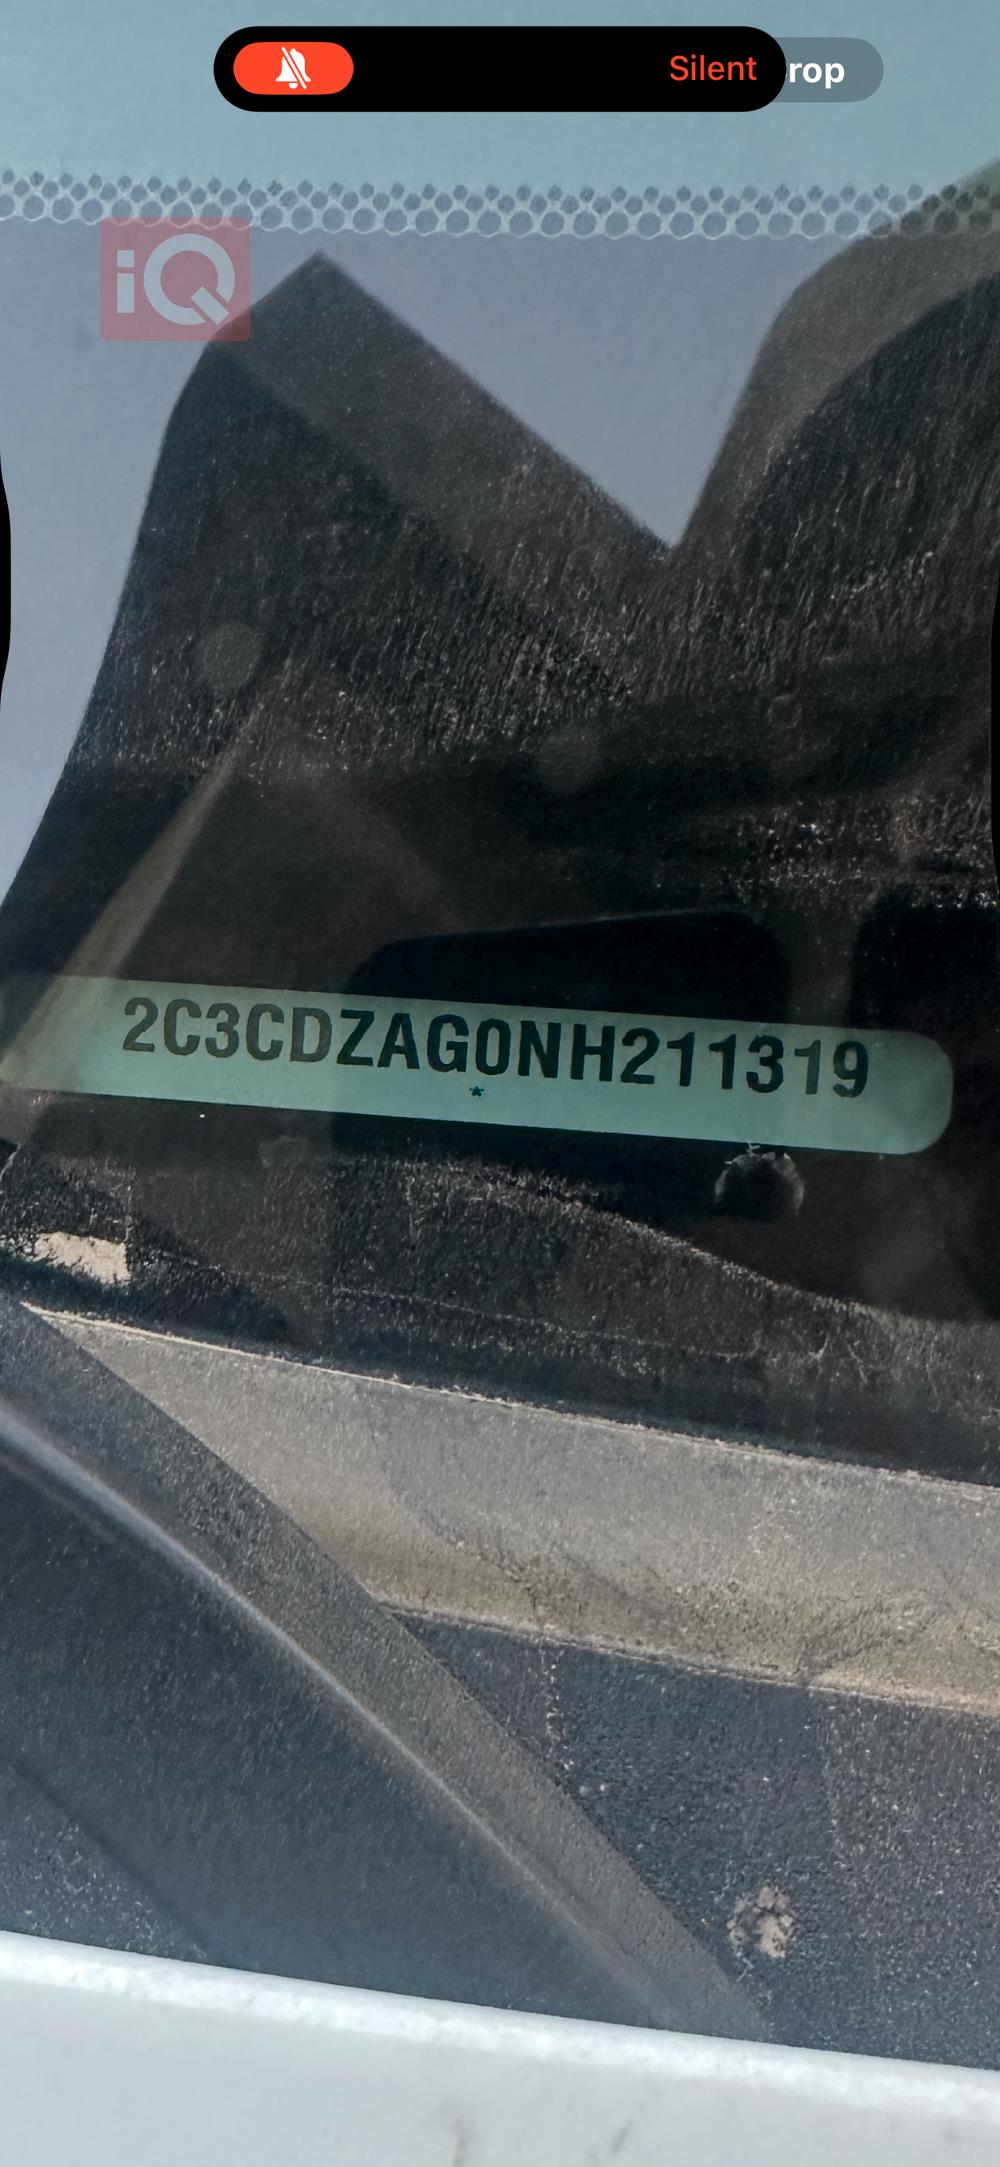 Silent
rop
iQ
2C3CDZAG0NH211319
*